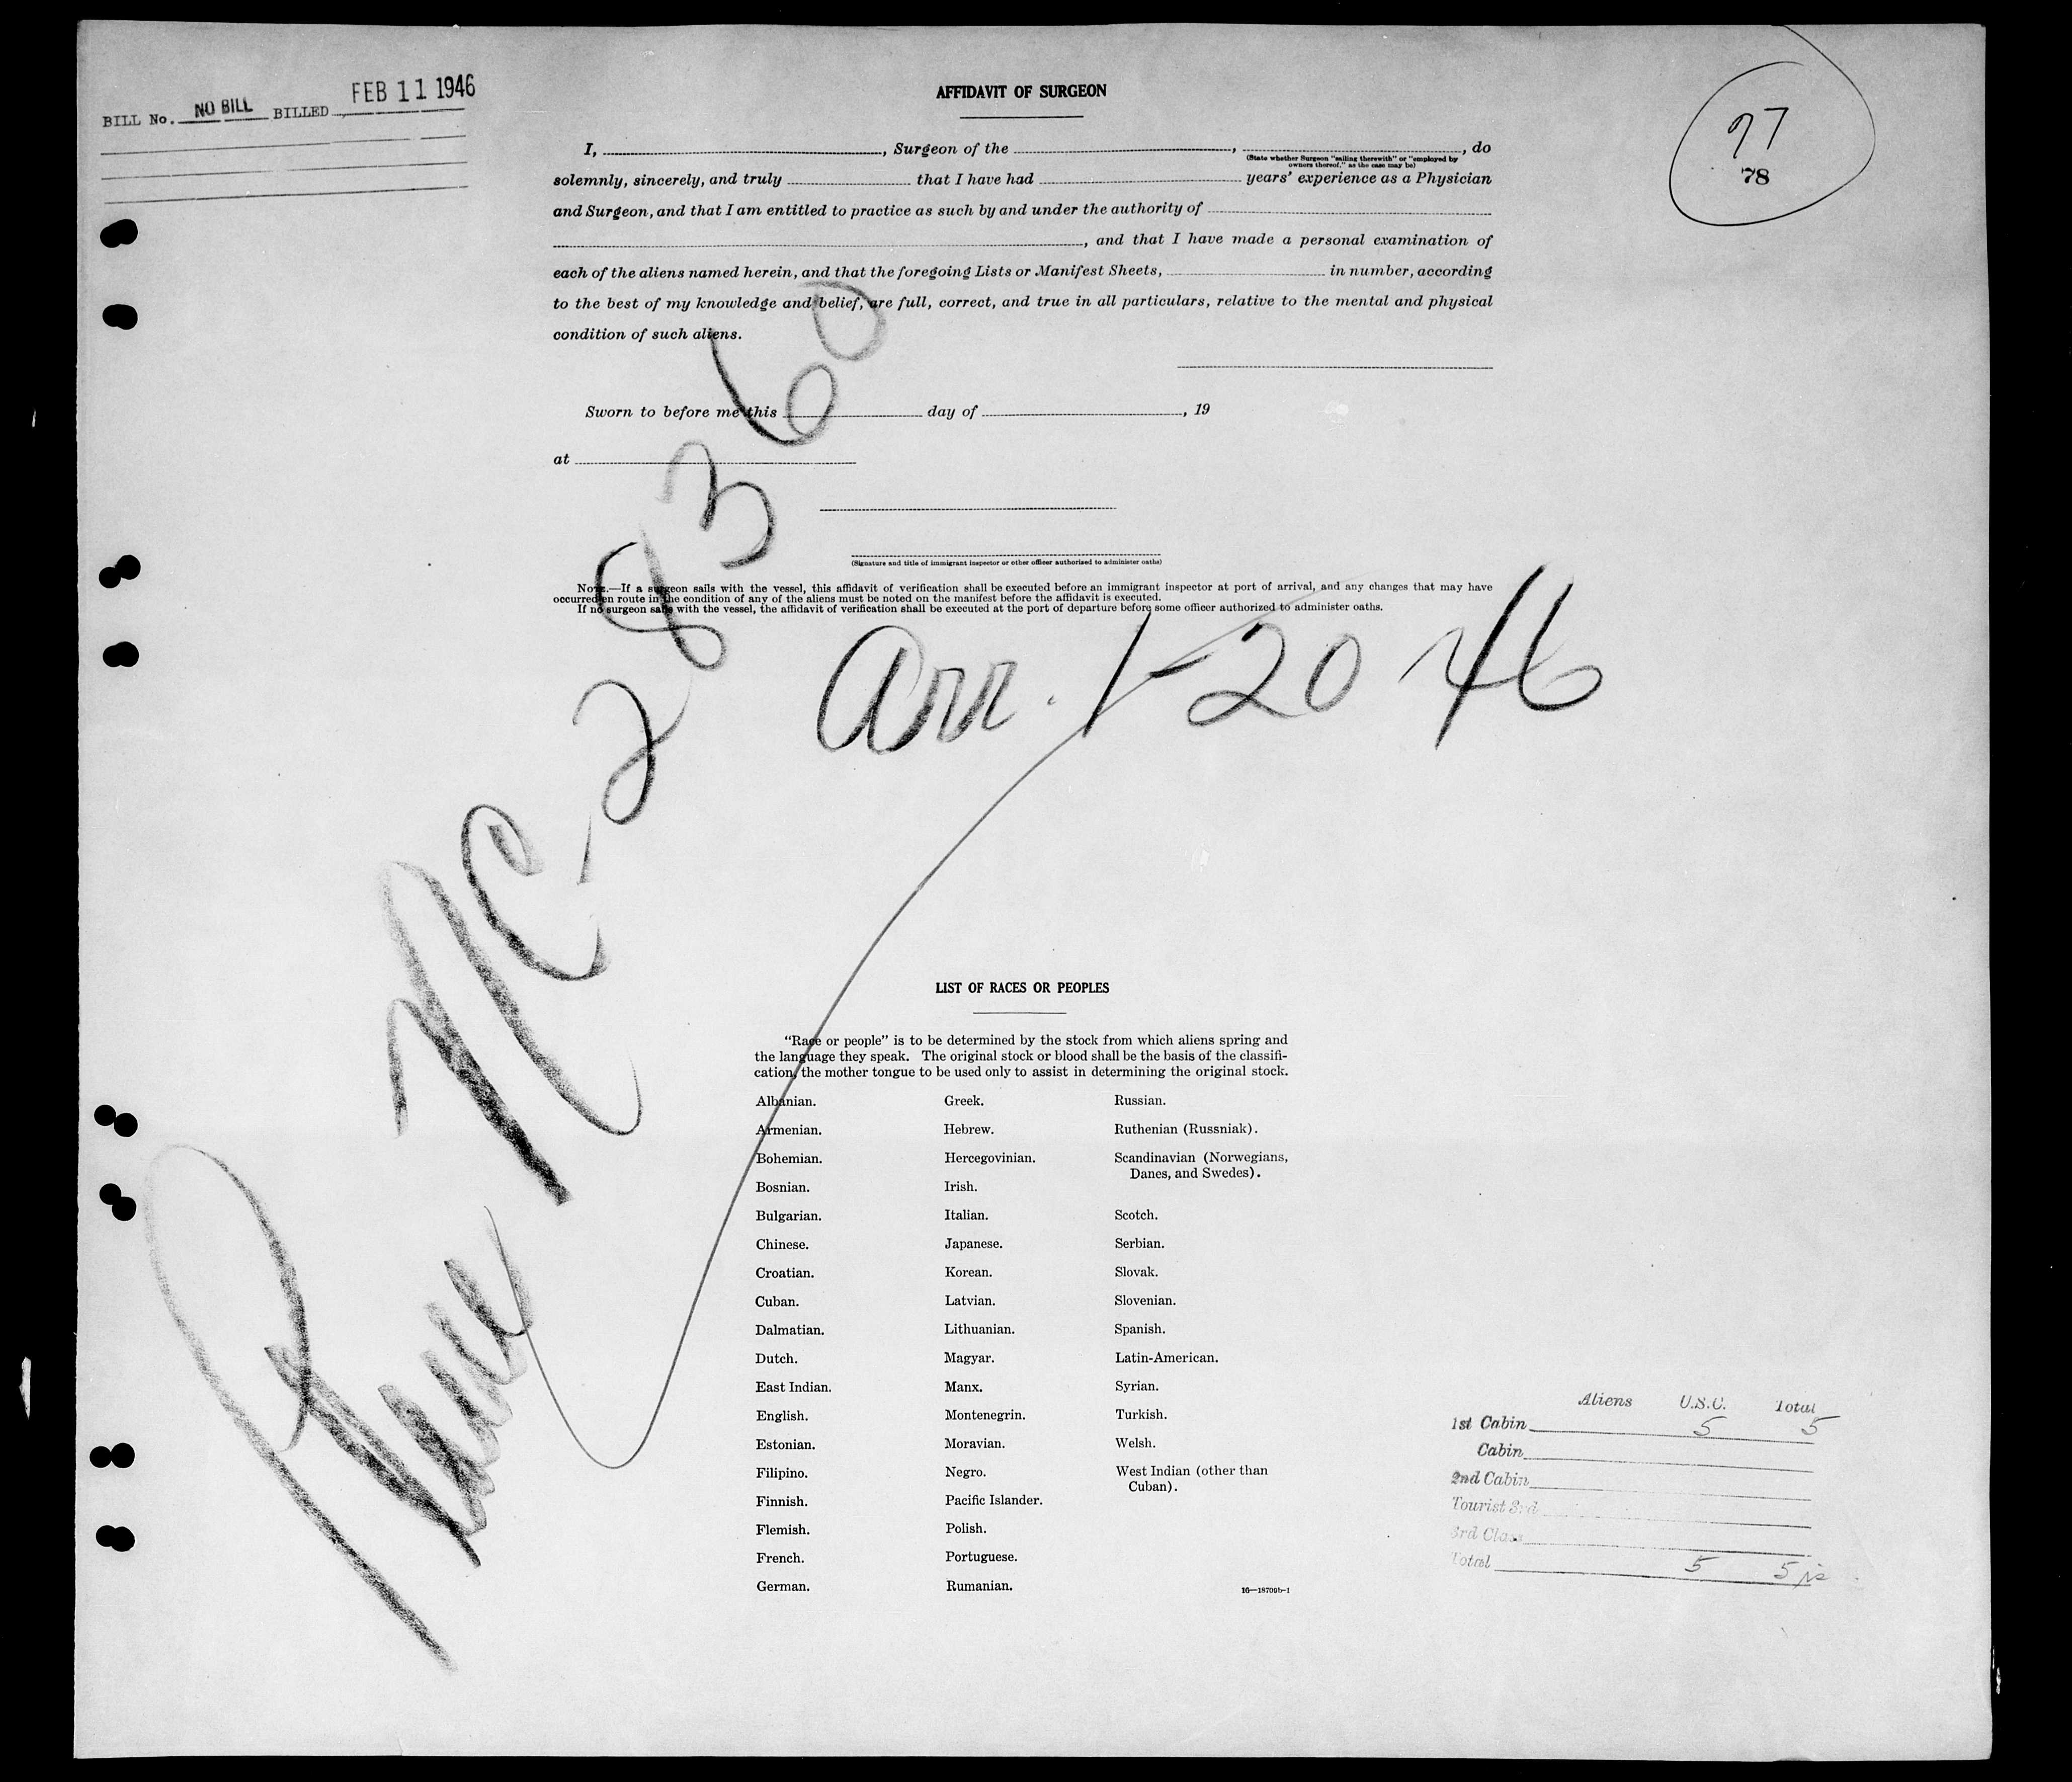 BILL No. NO BILL BILLED FEB 11 1946
97
78
AFFIDAVIT OF SURGEON
I, , Surgeon of the , , do
(State whether Surgeon "sailing therewith" or "employed by
owners thereof," as the case may be)
solemnly, sincerely, and truly that I have had years' experience as a Physician
and Surgeon, and that I am entitled to practice as such by and under the authority of
, and that I have made a personal examination of
each of the aliens named herein, and that the foregoing Lists or Manifest Sheets, in number, according
to the best of my knowledge and belief, are full, correct, and true in all particulars, relative to the mental and physical
condition of such aliens.
Sworn to before me this day of , 19
at
(Signature and title of immigrant inspector or other officer authorized to administer oaths)
NOTE.—If a surgeon sails with the vessel, this affidavit of verification shall be executed before an immigrant inspector at port of arrival, and any changes that may have
occurred en route in the condition of any of the aliens must be noted on the manifest before the affidavit is executed.
If no surgeon sails with the vessel, the affidavit of verification shall be executed at the port of departure before some officer authorized to administer oaths.
Plane NC-28360
arr. 1-20 46
LIST OF RACES OR PEOPLES
"Race or people" is to be determined by the stock from which aliens spring and
the language they speak. The original stock or blood shall be the basis of the classifi-
cation, the mother tongue to be used only to assist in determining the original stock.
Albanian. Greek. Russian.
Armenian. Hebrew. Ruthenian (Russniak).
Bohemian. Hercegovinian. Scandinavian (Norwegians,
Danes, and Swedes).
Bosnian. Irish.
Bulgarian. Italian. Scotch.
Chinese. Japanese. Serbian.
Croatian. Korean. Slovak.
Cuban. Latvian. Slovenian.
Dalmatian. Lithuanian. Spanish.
Dutch. Magyar. Latin-American.
East Indian. Manx. Syrian.
English. Montenegrin. Turkish.
Estonian. Moravian. Welsh.
Filipino. Negro. West Indian (other than
Cuban).
Finnish. Pacific Islander.
Flemish. Polish.
French. Portuguese.
German. Rumanian.
16—18709b-1
Aliens U.S.C. Total
1st Cabin 5 5
Cabin
2nd Cabin
Tourist 3rd
3rd Class
Total 5 5